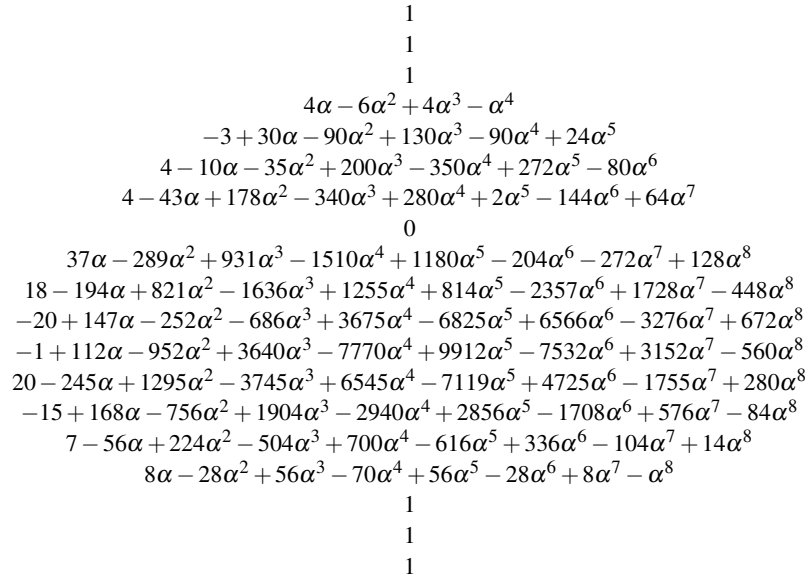 1
1
1
4α − 6α² + 4α³ − α⁴
−3 + 30α − 90α² + 130α³ − 90α⁴ + 24α⁵
4 − 10α − 35α² + 200α³ − 350α⁴ + 272α⁵ − 80α⁶
4 − 43α + 178α² − 340α³ + 280α⁴ + 2α⁵ − 144α⁶ + 64α⁷
0
37α − 289α² + 931α³ − 1510α⁴ + 1180α⁵ − 204α⁶ − 272α⁷ + 128α⁸
18 − 194α + 821α² − 1636α³ + 1255α⁴ + 814α⁵ − 2357α⁶ + 1728α⁷ − 448α⁸
−20 + 147α − 252α² − 686α³ + 3675α⁴ − 6825α⁵ + 6566α⁶ − 3276α⁷ + 672α⁸
−1 + 112α − 952α² + 3640α³ − 7770α⁴ + 9912α⁵ − 7532α⁶ + 3152α⁷ − 560α⁸
20 − 245α + 1295α² − 3745α³ + 6545α⁴ − 7119α⁵ + 4725α⁶ − 1755α⁷ + 280α⁸
−15 + 168α − 756α² + 1904α³ − 2940α⁴ + 2856α⁵ − 1708α⁶ + 576α⁷ − 84α⁸
7 − 56α + 224α² − 504α³ + 700α⁴ − 616α⁵ + 336α⁶ − 104α⁷ + 14α⁸
8α − 28α² + 56α³ − 70α⁴ + 56α⁵ − 28α⁶ + 8α⁷ − α⁸
1
1
1